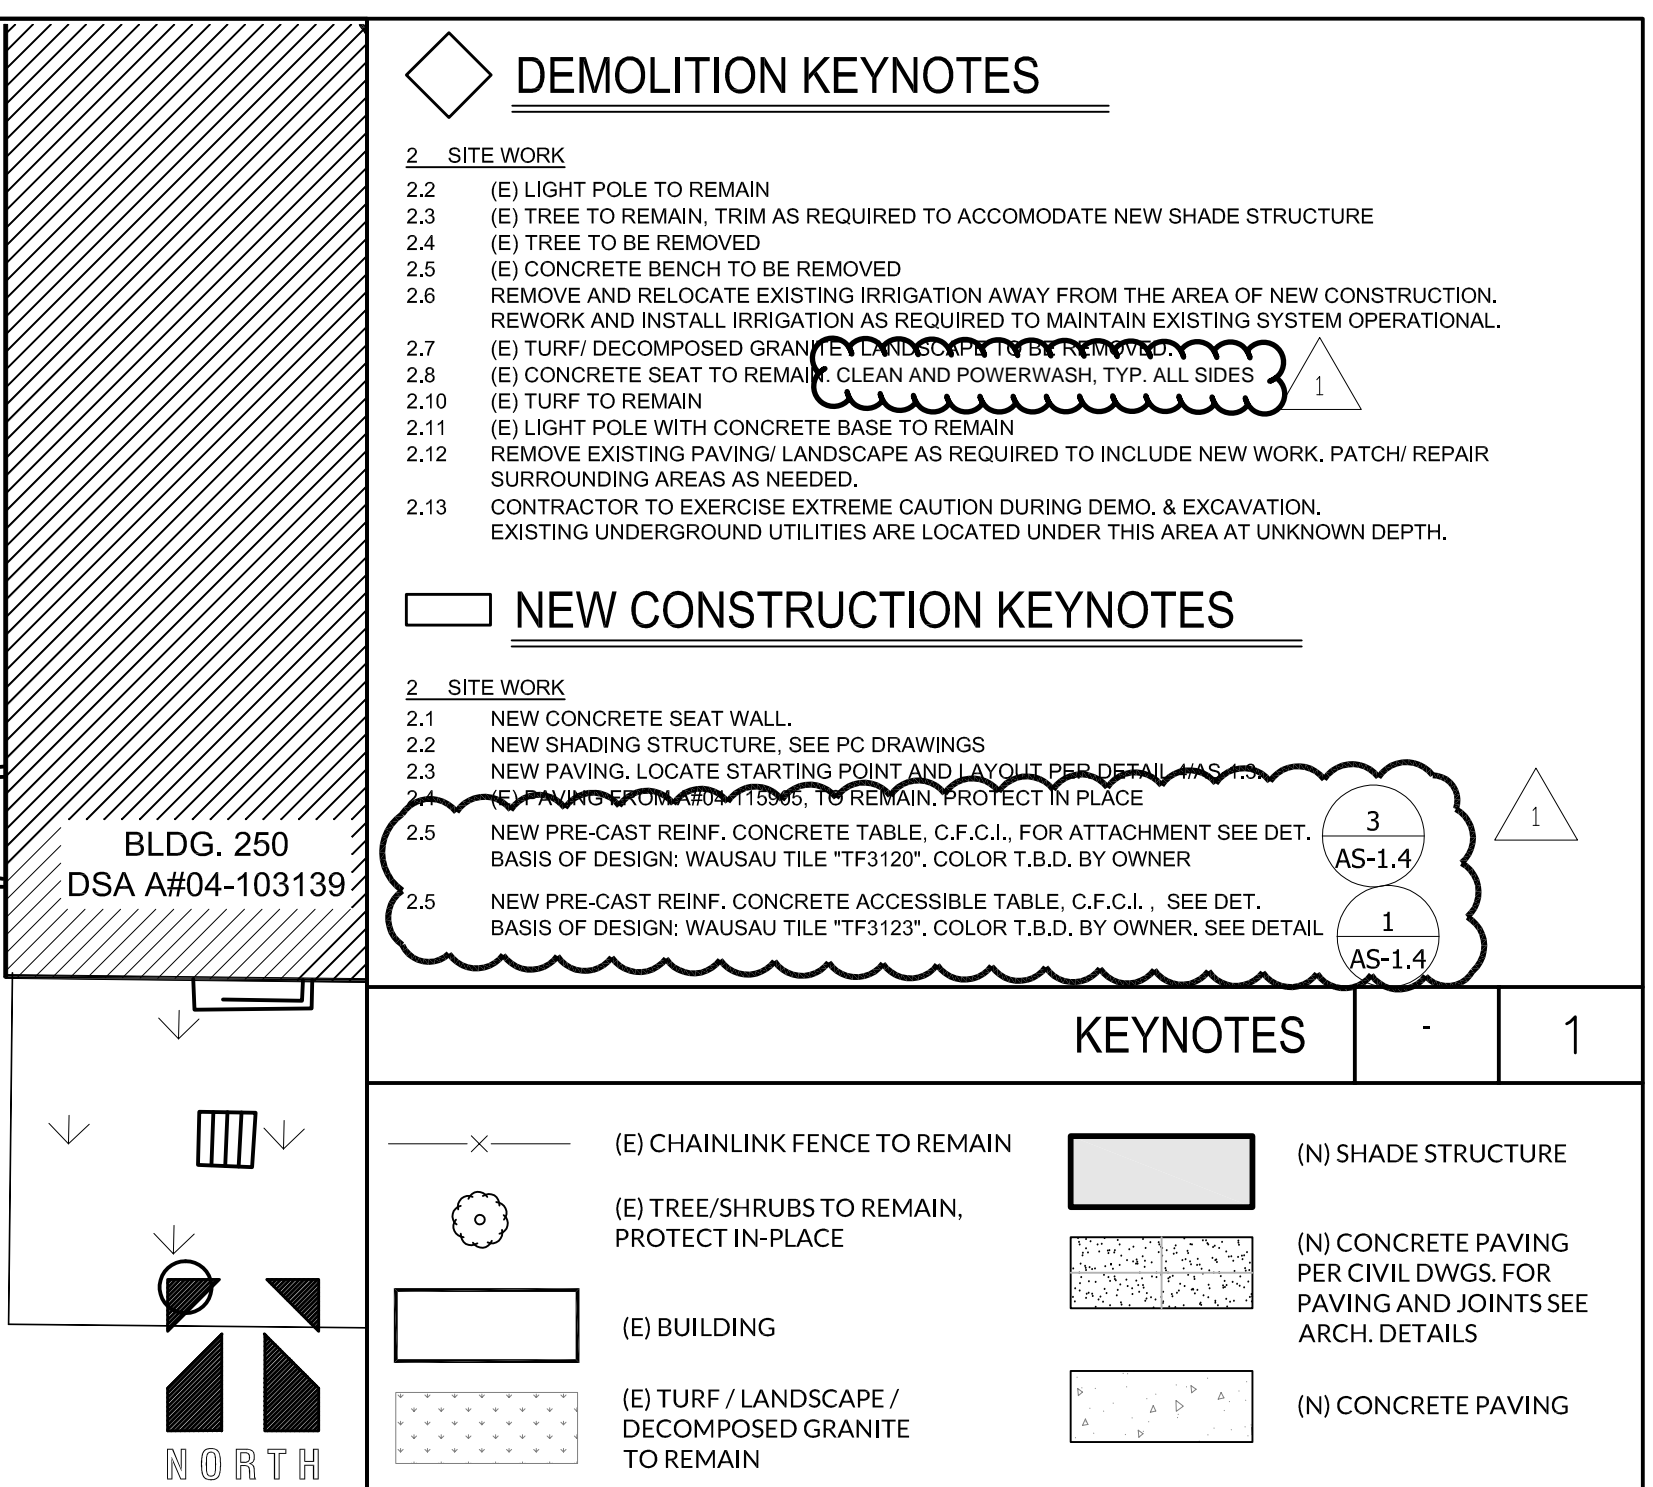 DEMOLITION KEYNOTES
2 SITE WORK
2.2 (E) LIGHT POLE TO REMAIN
2.3 (E) TREE TO REMAIN, TRIM AS REQUIRED TO ACCOMODATE NEW SHADE STRUCTURE
2.4 (E) TREE TO BE REMOVED
2.5 (E) CONCRETE BENCH TO BE REMOVED
2.6 REMOVE AND RELOCATE EXISTING IRRIGATION AWAY FROM THE AREA OF NEW CONSTRUCTION.
REWORK AND INSTALL IRRIGATION AS REQUIRED TO MAINTAIN EXISTING SYSTEM OPERATIONAL.
2.7 (E) TURF/ DECOMPOSED GRANITE/ LANDSCAPE TO BE REMOVED.
2.8 (E) CONCRETE SEAT TO REMAIN. CLEAN AND POWERWASH, TYP. ALL SIDES
1
2.10 (E) TURF TO REMAIN
2.11 (E) LIGHT POLE WITH CONCRETE BASE TO REMAIN
2.12 REMOVE EXISTING PAVING/ LANDSCAPE AS REQUIRED TO INCLUDE NEW WORK. PATCH/ REPAIR
SURROUNDING AREAS AS NEEDED.
2.13 CONTRACTOR TO EXERCISE EXTREME CAUTION DURING DEMO. & EXCAVATION.
EXISTING UNDERGROUND UTILITIES ARE LOCATED UNDER THIS AREA AT UNKNOWN DEPTH.
NEW CONSTRUCTION KEYNOTES
2 SITE WORK
2.1 NEW CONCRETE SEAT WALL.
2.2 NEW SHADING STRUCTURE, SEE PC DRAWINGS
2.3 NEW PAVING. LOCATE STARTING POINT AND LAYOUT PER DETAIL 4/AS-1.3.
2.4 (E) PAVING FROM A#04-115905, TO REMAIN. PROTECT IN PLACE
2.5 NEW PRE-CAST REINF. CONCRETE TABLE, C.F.C.I., FOR ATTACHMENT SEE DET.
BASIS OF DESIGN: WAUSAU TILE "TF3120". COLOR T.B.D. BY OWNER
3
AS-1.4
1
2.5 NEW PRE-CAST REINF. CONCRETE ACCESSIBLE TABLE, C.F.C.I. , SEE DET.
BASIS OF DESIGN: WAUSAU TILE "TF3123". COLOR T.B.D. BY OWNER. SEE DETAIL
1
AS-1.4
BLDG. 250
DSA A#04-103139
KEYNOTES
-
1
(E) CHAINLINK FENCE TO REMAIN
(E) TREE/SHRUBS TO REMAIN,
PROTECT IN-PLACE
(E) BUILDING
(E) TURF / LANDSCAPE /
DECOMPOSED GRANITE
TO REMAIN
(N) SHADE STRUCTURE
(N) CONCRETE PAVING
PER CIVIL DWGS. FOR
PAVING AND JOINTS SEE
ARCH. DETAILS
(N) CONCRETE PAVING
NORTH